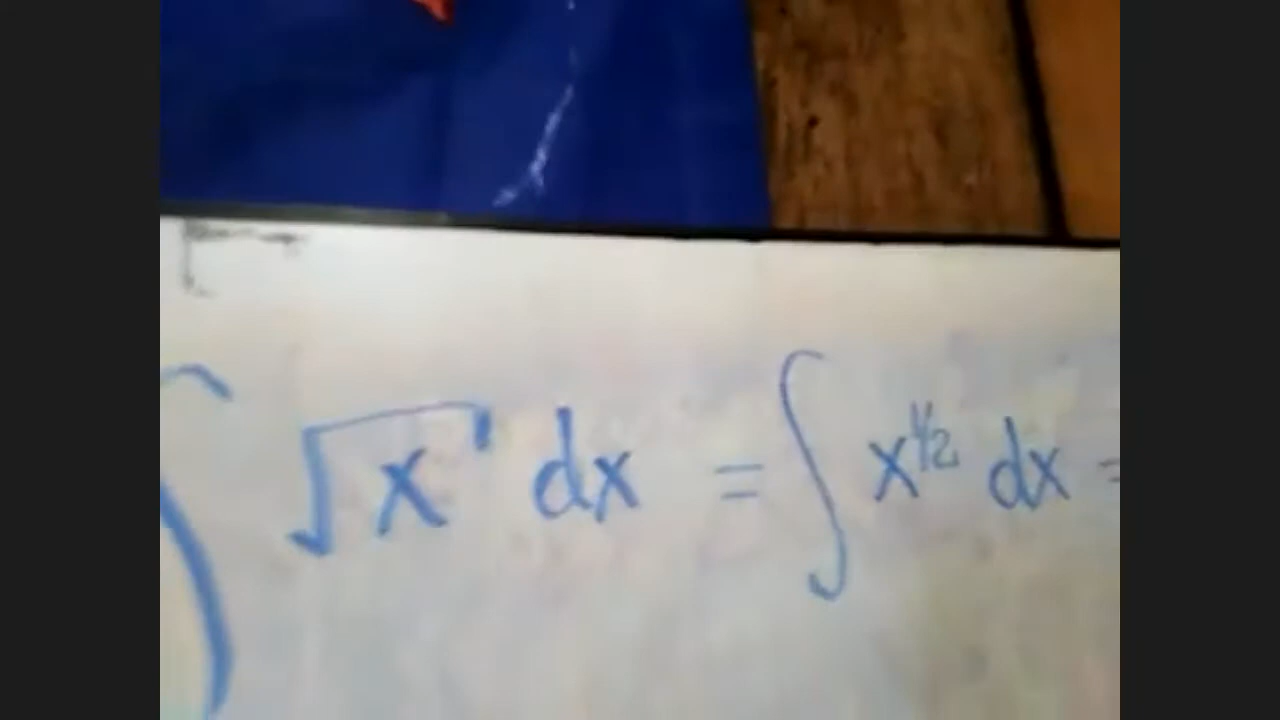 ∫ √x dx = ∫ x^{1/2} dx =